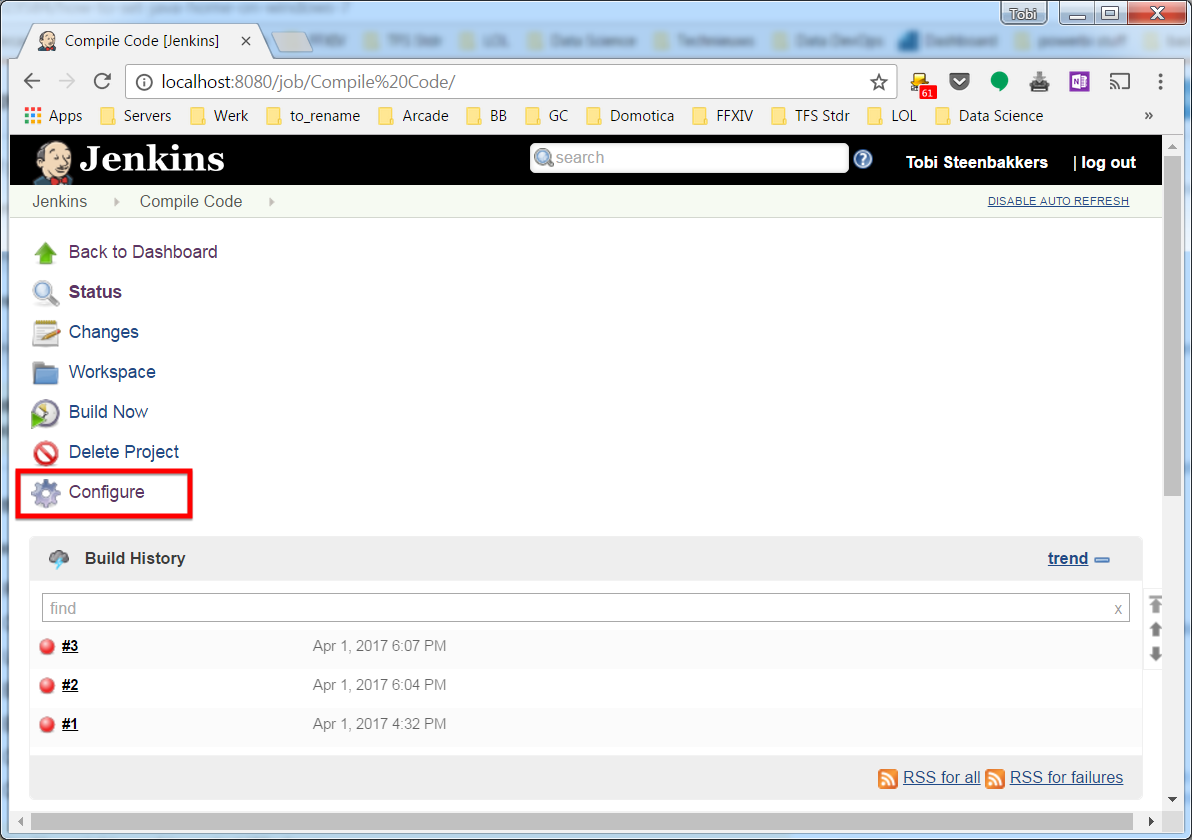 Tobi
Compile Code [Jenkins]
localhost:8080/job/Compile%20Code/
61
N
Apps Servers Werk to_rename Arcade BB GC Domotica FFXIV TFS Stdr LOL Data Science »
Jenkins
search
?
Tobi Steenbakkers | log out
Jenkins Compile Code
DISABLE AUTO REFRESH
Back to Dashboard
Status
Changes
Workspace
Build Now
Delete Project
Configure
Build History trend
find x
#3 Apr 1, 2017 6:07 PM
#2 Apr 1, 2017 6:04 PM
#1 Apr 1, 2017 4:32 PM
RSS for all RSS for failures